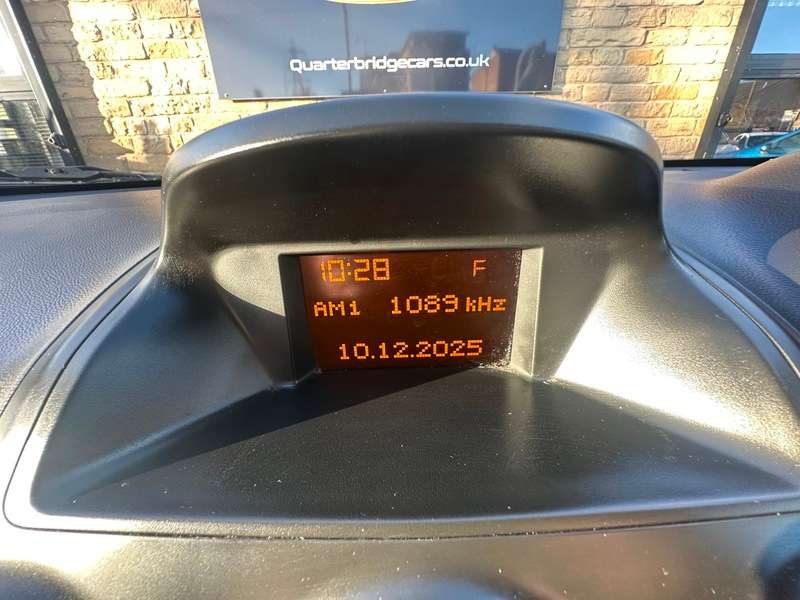 Quarterbridgecars.co.uk
10:28 F
AM1 1089 kHz
10.12.2025